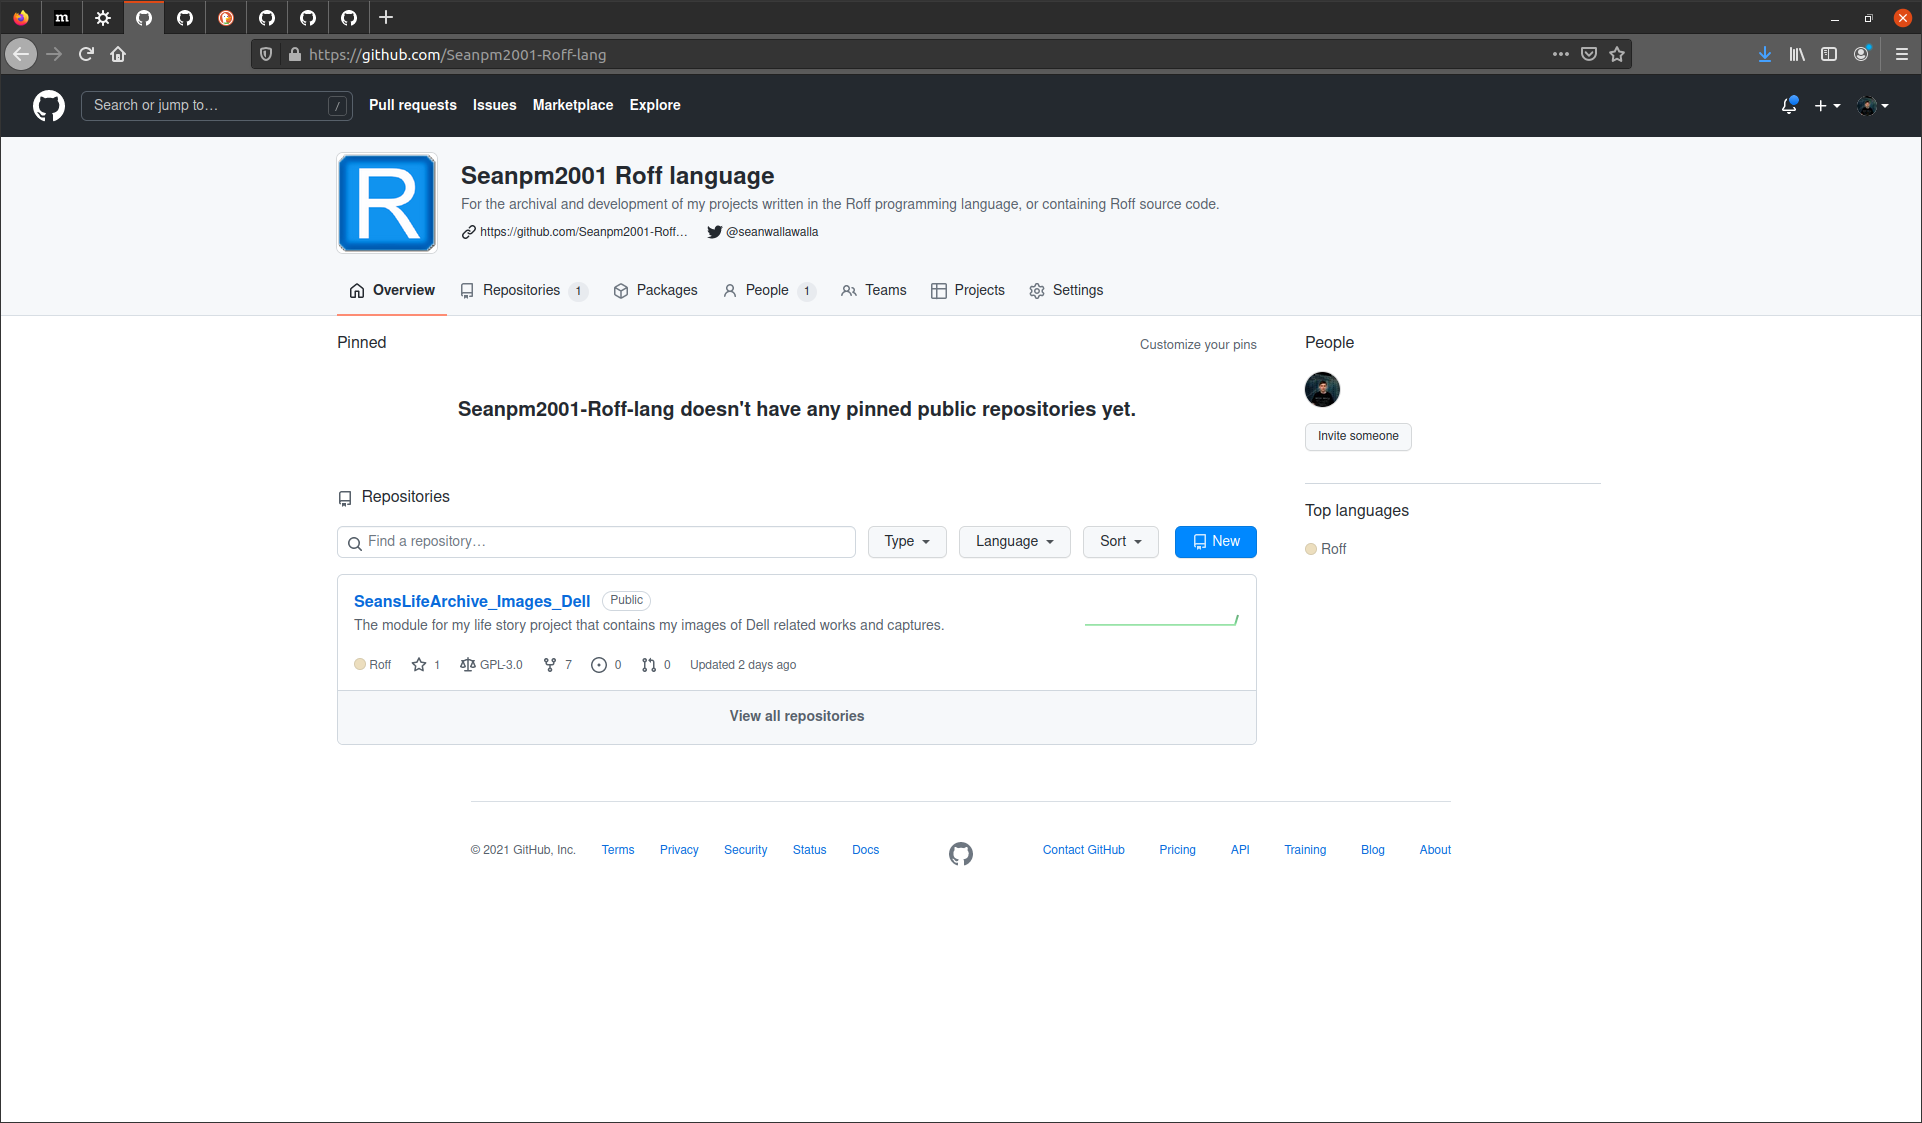 m
https://github.com/Seanpm2001-Roff-lang
Search or jump to… /
Pull requests Issues Marketplace Explore
R
Seanpm2001 Roff language
For the archival and development of my projects written in the Roff programming language, or containing Roff source code.
https://github.com/Seanpm2001-Roff… @seanwallawalla
Overview Repositories 1 Packages People 1 Teams Projects Settings
Pinned Customize your pins
Seanpm2001-Roff-lang doesn't have any pinned public repositories yet.
People
Invite someone
Repositories
Find a repository… Type Language Sort New
Top languages
Roff
SeansLifeArchive_Images_Dell Public
The module for my life story project that contains my images of Dell related works and captures.
Roff 1 GPL-3.0 7 0 0 Updated 2 days ago
View all repositories
© 2021 GitHub, Inc. Terms Privacy Security Status Docs Contact GitHub Pricing API Training Blog About